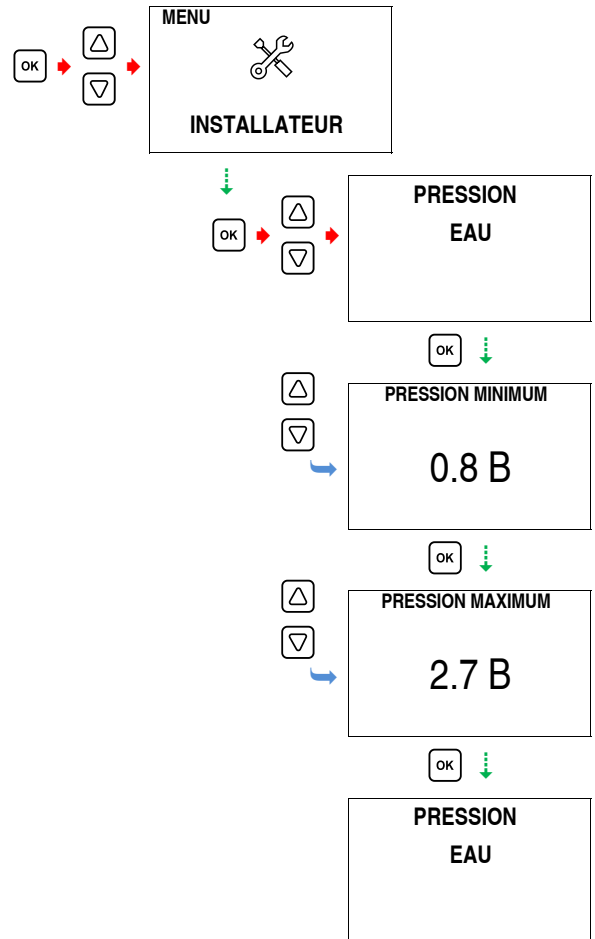 MENU
OK
INSTALLATEUR
OK
PRESSION
EAU
OK
PRESSION MINIMUM
0.8 B
OK
PRESSION MAXIMUM
2.7 B
OK
PRESSION
EAU